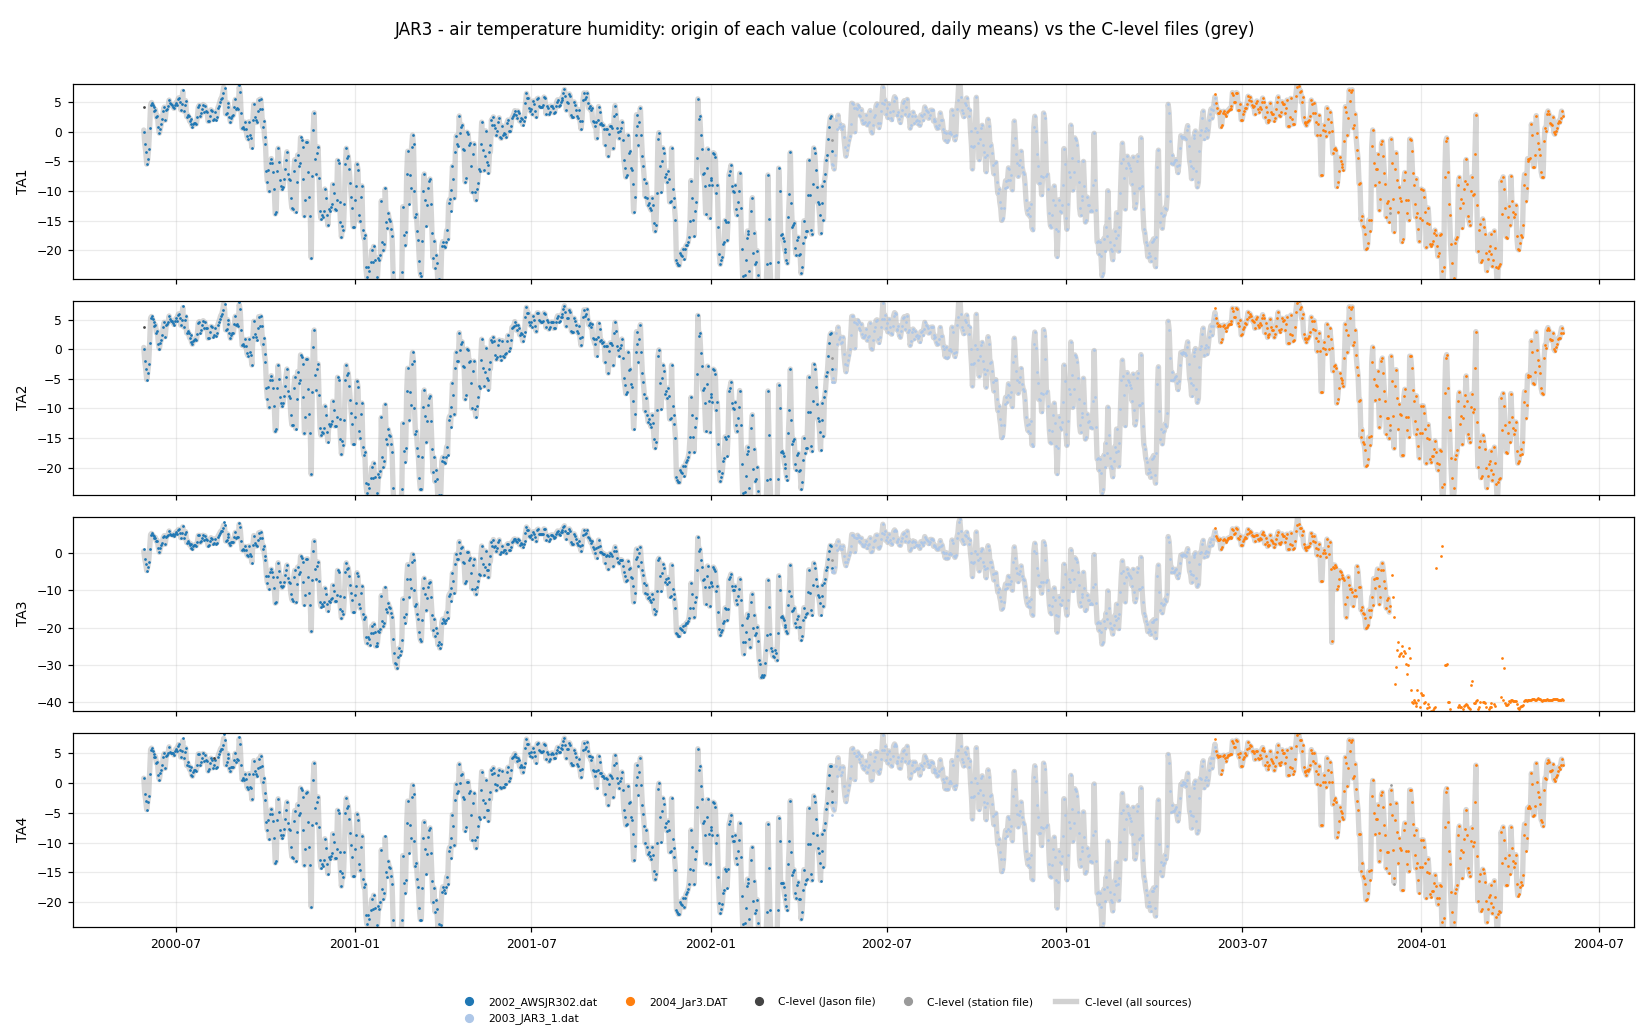 JAR3 - air temperature humidity: origin of each value (coloured, daily means) vs the C-level files (grey)
TA1
5
0
−5
−10
−15
−20
TA2
5
0
−5
−10
−15
−20
TA3
0
−10
−20
−30
−40
TA4
5
0
−5
−10
−15
−20
2000-07 2001-01 2001-07 2002-01 2002-07 2003-01 2003-07 2004-01 2004-07
2002_AWSJR302.dat 2004_Jar3.DAT C-level (Jason file) C-level (station file) C-level (all sources)
2003_JAR3_1.dat